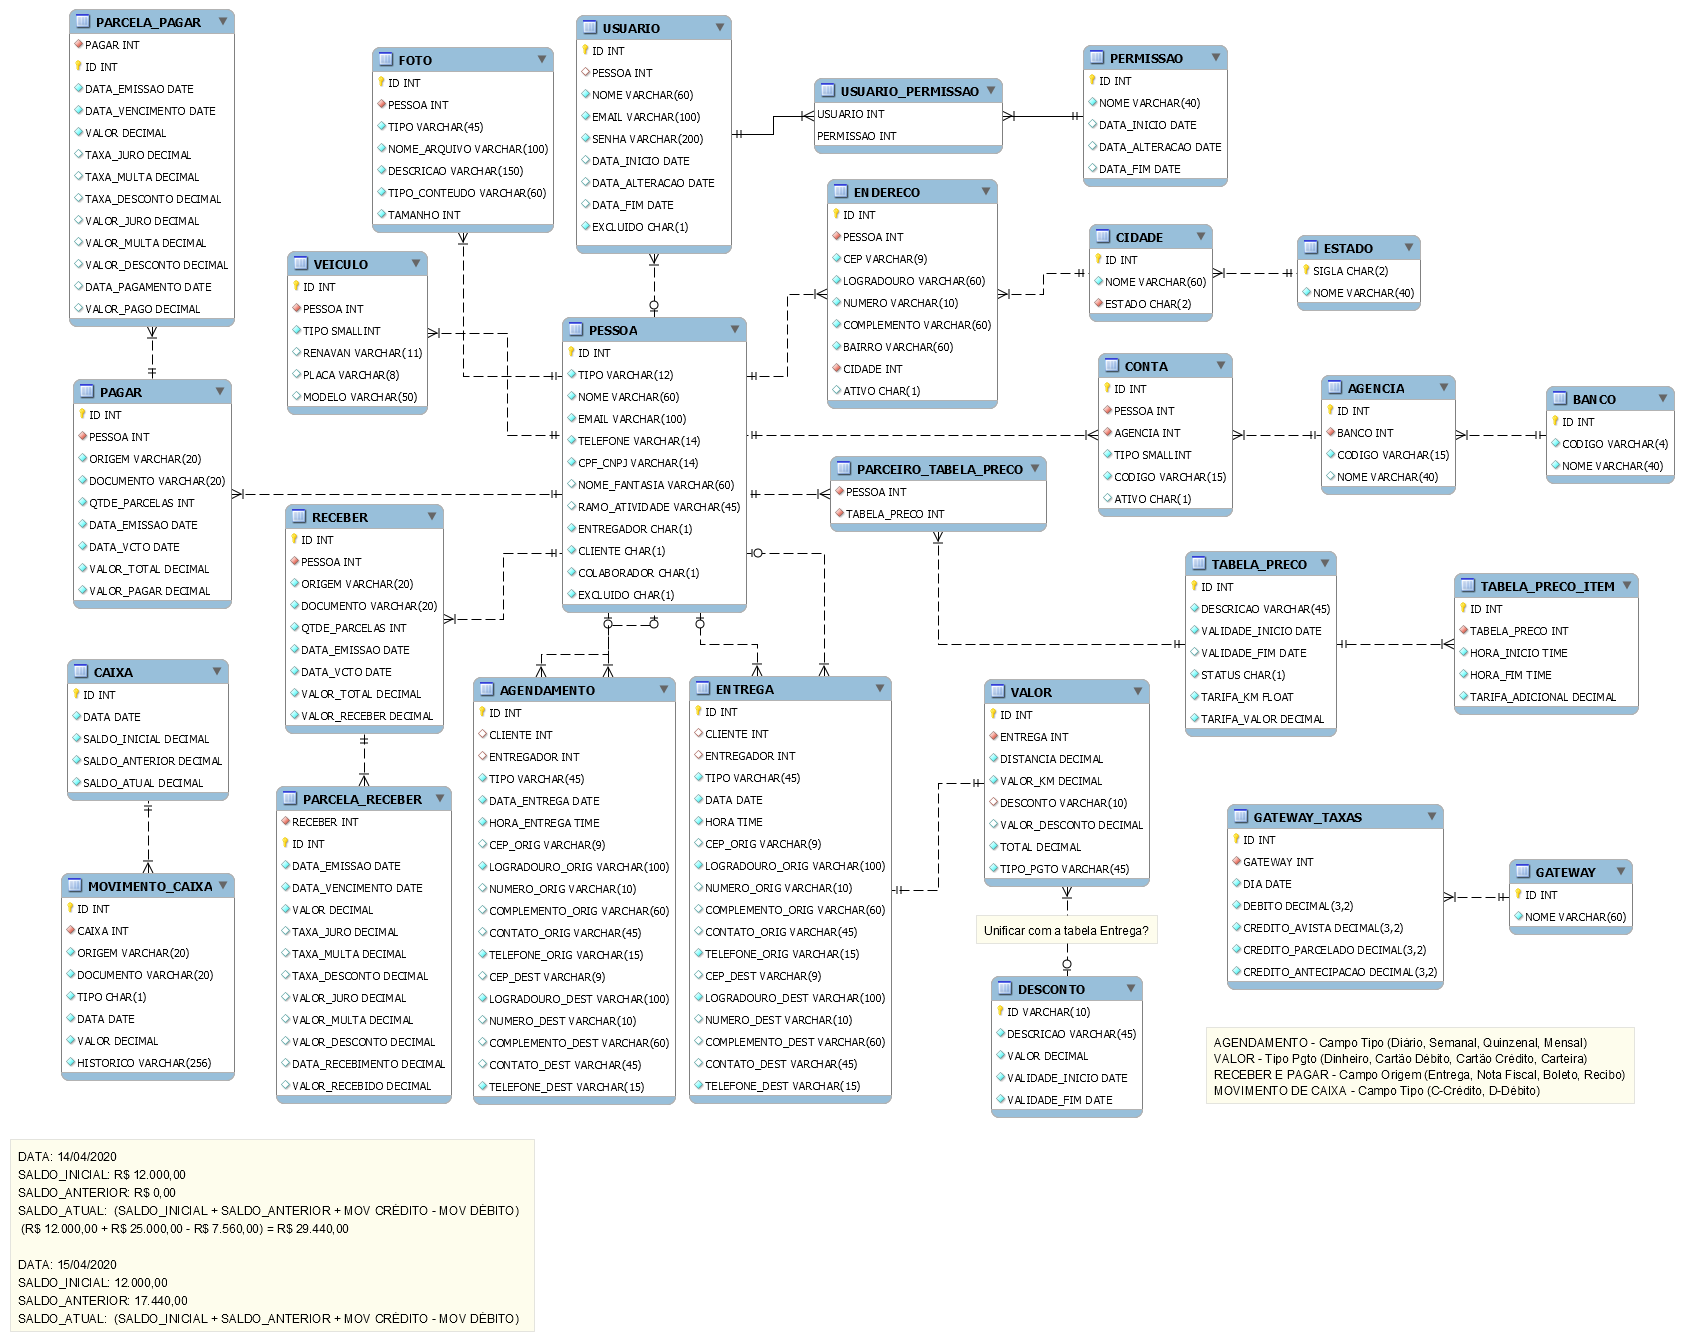 PARCELA_PAGAR
PAGAR INT
ID INT
DATA_EMISSAO DATE
DATA_VENCIMENTO DATE
VALOR DECIMAL
TAXA_JURO DECIMAL
TAXA_MULTA DECIMAL
TAXA_DESCONTO DECIMAL
VALOR_JURO DECIMAL
VALOR_MULTA DECIMAL
VALOR_DESCONTO DECIMAL
DATA_PAGAMENTO DATE
VALOR_PAGO DECIMAL
FOTO
ID INT
PESSOA INT
TIPO VARCHAR(45)
NOME_ARQUIVO VARCHAR(100)
DESCRICAO VARCHAR(150)
TIPO_CONTEUDO VARCHAR(60)
TAMANHO INT
USUARIO
ID INT
PESSOA INT
NOME VARCHAR(60)
EMAIL VARCHAR(100)
SENHA VARCHAR(200)
DATA_INICIO DATE
DATA_ALTERACAO DATE
DATA_FIM DATE
EXCLUIDO CHAR(1)
USUARIO_PERMISSAO
USUARIO INT
PERMISSAO INT
PERMISSAO
ID INT
NOME VARCHAR(40)
DATA_INICIO DATE
DATA_ALTERACAO DATE
DATA_FIM DATE
VEICULO
ID INT
PESSOA INT
TIPO SMALLINT
RENAVAN VARCHAR(11)
PLACA VARCHAR(8)
MODELO VARCHAR(50)
ENDERECO
ID INT
PESSOA INT
CEP VARCHAR(9)
LOGRADOURO VARCHAR(60)
NUMERO VARCHAR(10)
COMPLEMENTO VARCHAR(60)
BAIRRO VARCHAR(60)
CIDADE INT
ATIVO CHAR(1)
CIDADE
ID INT
NOME VARCHAR(60)
ESTADO CHAR(2)
ESTADO
SIGLA CHAR(2)
NOME VARCHAR(40)
PESSOA
ID INT
TIPO VARCHAR(12)
NOME VARCHAR(60)
EMAIL VARCHAR(100)
TELEFONE VARCHAR(14)
CPF_CNPJ VARCHAR(14)
NOME_FANTASIA VARCHAR(60)
RAMO_ATIVIDADE VARCHAR(45)
ENTREGADOR CHAR(1)
CLIENTE CHAR(1)
COLABORADOR CHAR(1)
EXCLUIDO CHAR(1)
PAGAR
ID INT
PESSOA INT
ORIGEM VARCHAR(20)
DOCUMENTO VARCHAR(20)
QTDE_PARCELAS INT
DATA_EMISSAO DATE
DATA_VCTO DATE
VALOR_TOTAL DECIMAL
VALOR_PAGAR DECIMAL
CONTA
ID INT
PESSOA INT
AGENCIA INT
TIPO SMALLINT
CODIGO VARCHAR(15)
ATIVO CHAR(1)
AGENCIA
ID INT
BANCO INT
CODIGO VARCHAR(15)
NOME VARCHAR(40)
BANCO
ID INT
CODIGO VARCHAR(4)
NOME VARCHAR(40)
PARCEIRO_TABELA_PRECO
PESSOA INT
TABELA_PRECO INT
RECEBER
ID INT
PESSOA INT
ORIGEM VARCHAR(20)
DOCUMENTO VARCHAR(20)
QTDE_PARCELAS INT
DATA_EMISSAO DATE
DATA_VCTO DATE
VALOR_TOTAL DECIMAL
VALOR_RECEBER DECIMAL
TABELA_PRECO
ID INT
DESCRICAO VARCHAR(45)
VALIDADE_INICIO DATE
VALIDADE_FIM DATE
STATUS CHAR(1)
TARIFA_KM FLOAT
TARIFA_VALOR DECIMAL
TABELA_PRECO_ITEM
ID INT
TABELA_PRECO INT
HORA_INICIO TIME
HORA_FIM TIME
TARIFA_ADICIONAL DECIMAL
CAIXA
ID INT
DATA DATE
SALDO_INICIAL DECIMAL
SALDO_ANTERIOR DECIMAL
SALDO_ATUAL DECIMAL
AGENDAMENTO
ID INT
CLIENTE INT
ENTREGADOR INT
TIPO VARCHAR(45)
DATA_ENTREGA DATE
HORA_ENTREGA TIME
CEP_ORIG VARCHAR(9)
LOGRADOURO_ORIG VARCHAR(100)
NUMERO_ORIG VARCHAR(10)
COMPLEMENTO_ORIG VARCHAR(60)
CONTATO_ORIG VARCHAR(45)
TELEFONE_ORIG VARCHAR(15)
CEP_DEST VARCHAR(9)
LOGRADOURO_DEST VARCHAR(100)
NUMERO_DEST VARCHAR(10)
COMPLEMENTO_DEST VARCHAR(60)
CONTATO_DEST VARCHAR(45)
TELEFONE_DEST VARCHAR(15)
ENTREGA
ID INT
CLIENTE INT
ENTREGADOR INT
TIPO VARCHAR(45)
DATA DATE
HORA TIME
CEP_ORIG VARCHAR(9)
LOGRADOURO_ORIG VARCHAR(100)
NUMERO_ORIG VARCHAR(10)
COMPLEMENTO_ORIG VARCHAR(60)
CONTATO_ORIG VARCHAR(45)
TELEFONE_ORIG VARCHAR(15)
CEP_DEST VARCHAR(9)
LOGRADOURO_DEST VARCHAR(100)
NUMERO_DEST VARCHAR(10)
COMPLEMENTO_DEST VARCHAR(60)
CONTATO_DEST VARCHAR(45)
TELEFONE_DEST VARCHAR(15)
VALOR
ID INT
ENTREGA INT
DISTANCIA DECIMAL
VALOR_KM DECIMAL
DESCONTO VARCHAR(10)
VALOR_DESCONTO DECIMAL
TOTAL DECIMAL
TIPO_PGTO VARCHAR(45)
PARCELA_RECEBER
RECEBER INT
ID INT
DATA_EMISSAO DATE
DATA_VENCIMENTO DATE
VALOR DECIMAL
TAXA_JURO DECIMAL
TAXA_MULTA DECIMAL
TAXA_DESCONTO DECIMAL
VALOR_JURO DECIMAL
VALOR_MULTA DECIMAL
VALOR_DESCONTO DECIMAL
DATA_RECEBIMENTO DECIMAL
VALOR_RECEBIDO DECIMAL
GATEWAY_TAXAS
ID INT
GATEWAY INT
DIA DATE
DEBITO DECIMAL(3,2)
CREDITO_AVISTA DECIMAL(3,2)
CREDITO_PARCELADO DECIMAL(3,2)
CREDITO_ANTECIPACAO DECIMAL(3,2)
GATEWAY
ID INT
NOME VARCHAR(60)
MOVIMENTO_CAIXA
ID INT
CAIXA INT
ORIGEM VARCHAR(20)
DOCUMENTO VARCHAR(20)
TIPO CHAR(1)
DATA DATE
VALOR DECIMAL
HISTORICO VARCHAR(256)
Unificar com a tabela Entrega?
DESCONTO
ID VARCHAR(10)
DESCRICAO VARCHAR(45)
VALOR DECIMAL
VALIDADE_INICIO DATE
VALIDADE_FIM DATE
AGENDAMENTO - Campo Tipo (Diário, Semanal, Quinzenal, Mensal)
VALOR - Tipo Pgto (Dinheiro, Cartão Débito, Cartão Crédito, Carteira)
RECEBER E PAGAR - Campo Origem (Entrega, Nota Fiscal, Boleto, Recibo)
MOVIMENTO DE CAIXA - Campo Tipo (C-Crédito, D-Débito)
DATA: 14/04/2020
SALDO_INICIAL: R$ 12.000,00
SALDO_ANTERIOR: R$ 0,00
SALDO_ATUAL: (SALDO_INICIAL + SALDO_ANTERIOR + MOV CRÉDITO - MOV DÉBITO)
(R$ 12.000,00 + R$ 25.000,00 - R$ 7.560,00) = R$ 29.440,00
DATA: 15/04/2020
SALDO_INICIAL: 12.000,00
SALDO_ANTERIOR: 17.440,00
SALDO_ATUAL: (SALDO_INICIAL + SALDO_ANTERIOR + MOV CRÉDITO - MOV DÉBITO)